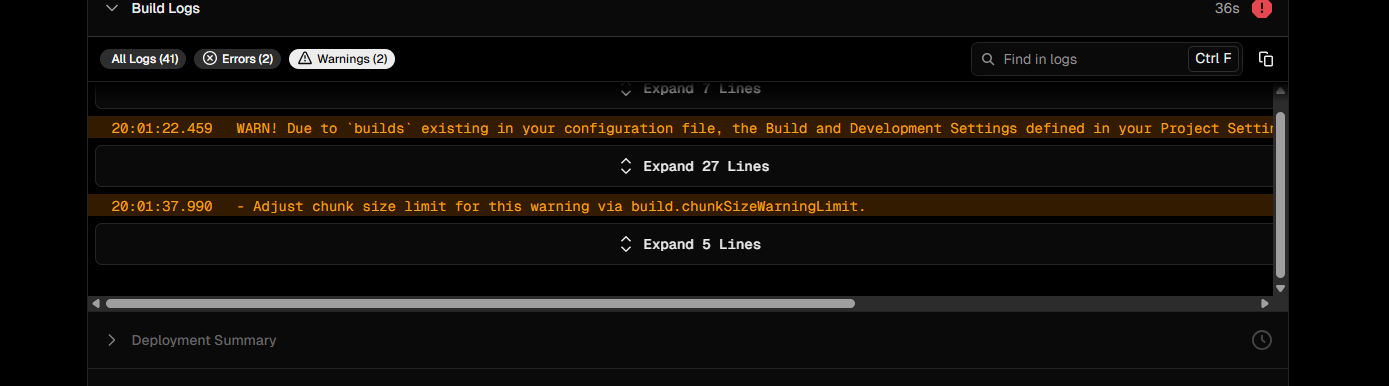 Build Logs 36s
All Logs (41) Errors (2) Warnings (2) Find in logs Ctrl F
Expand 7 Lines
20:01:22.459 WARN! Due to `builds` existing in your configuration file, the Build and Development Settings defined in your Project Settin
Expand 27 Lines
20:01:37.990 - Adjust chunk size limit for this warning via build.chunkSizeWarningLimit.
Expand 5 Lines
Deployment Summary